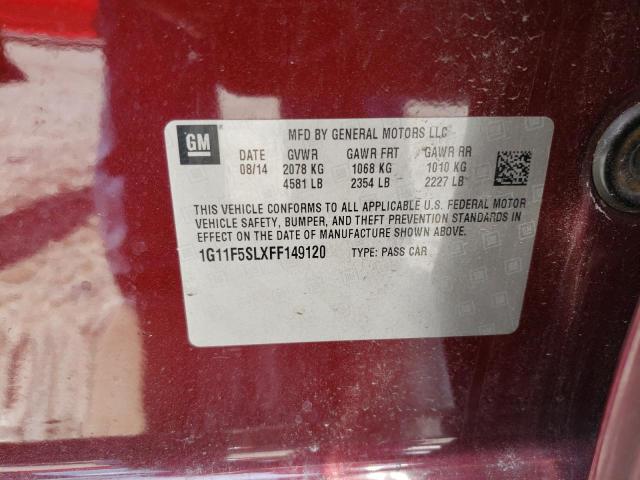 GM
MFD BY GENERAL MOTORS LLC
DATE GVWR GAWR FRT GAWR RR
08/14 2078 KG 1068 KG 1010 KG
4581 LB 2354 LB 2227 LB
THIS VEHICLE CONFORMS TO ALL APPLICABLE U.S. FEDERAL MOTOR
VEHICLE SAFETY, BUMPER, AND THEFT PREVENTION STANDARDS IN
EFFECT ON THE DATE OF MANUFACTURE SHOWN ABOVE.
1G11F5SLXFF149120 TYPE: PASS CAR